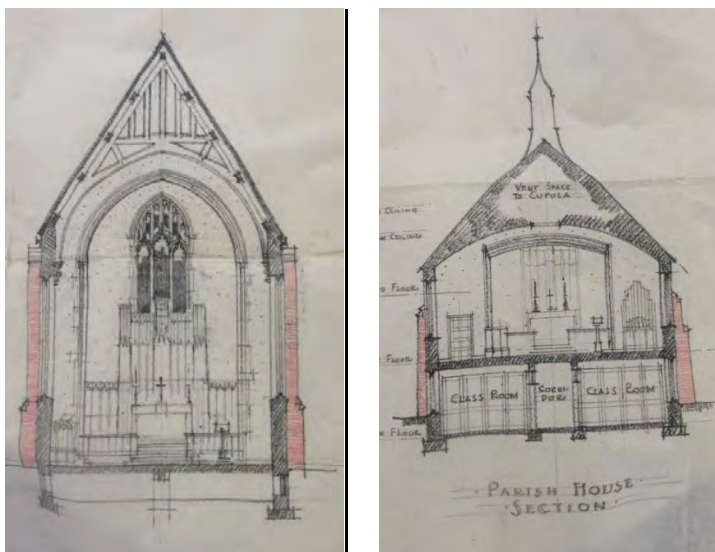 VENT SPACE
TO CUPOLA
CEILING
CEILING
FLOOR
FLOOR
CLASS ROOM
CORRI-
DOR
CLASS ROOM
FLOOR
PARISH HOUSE
SECTION